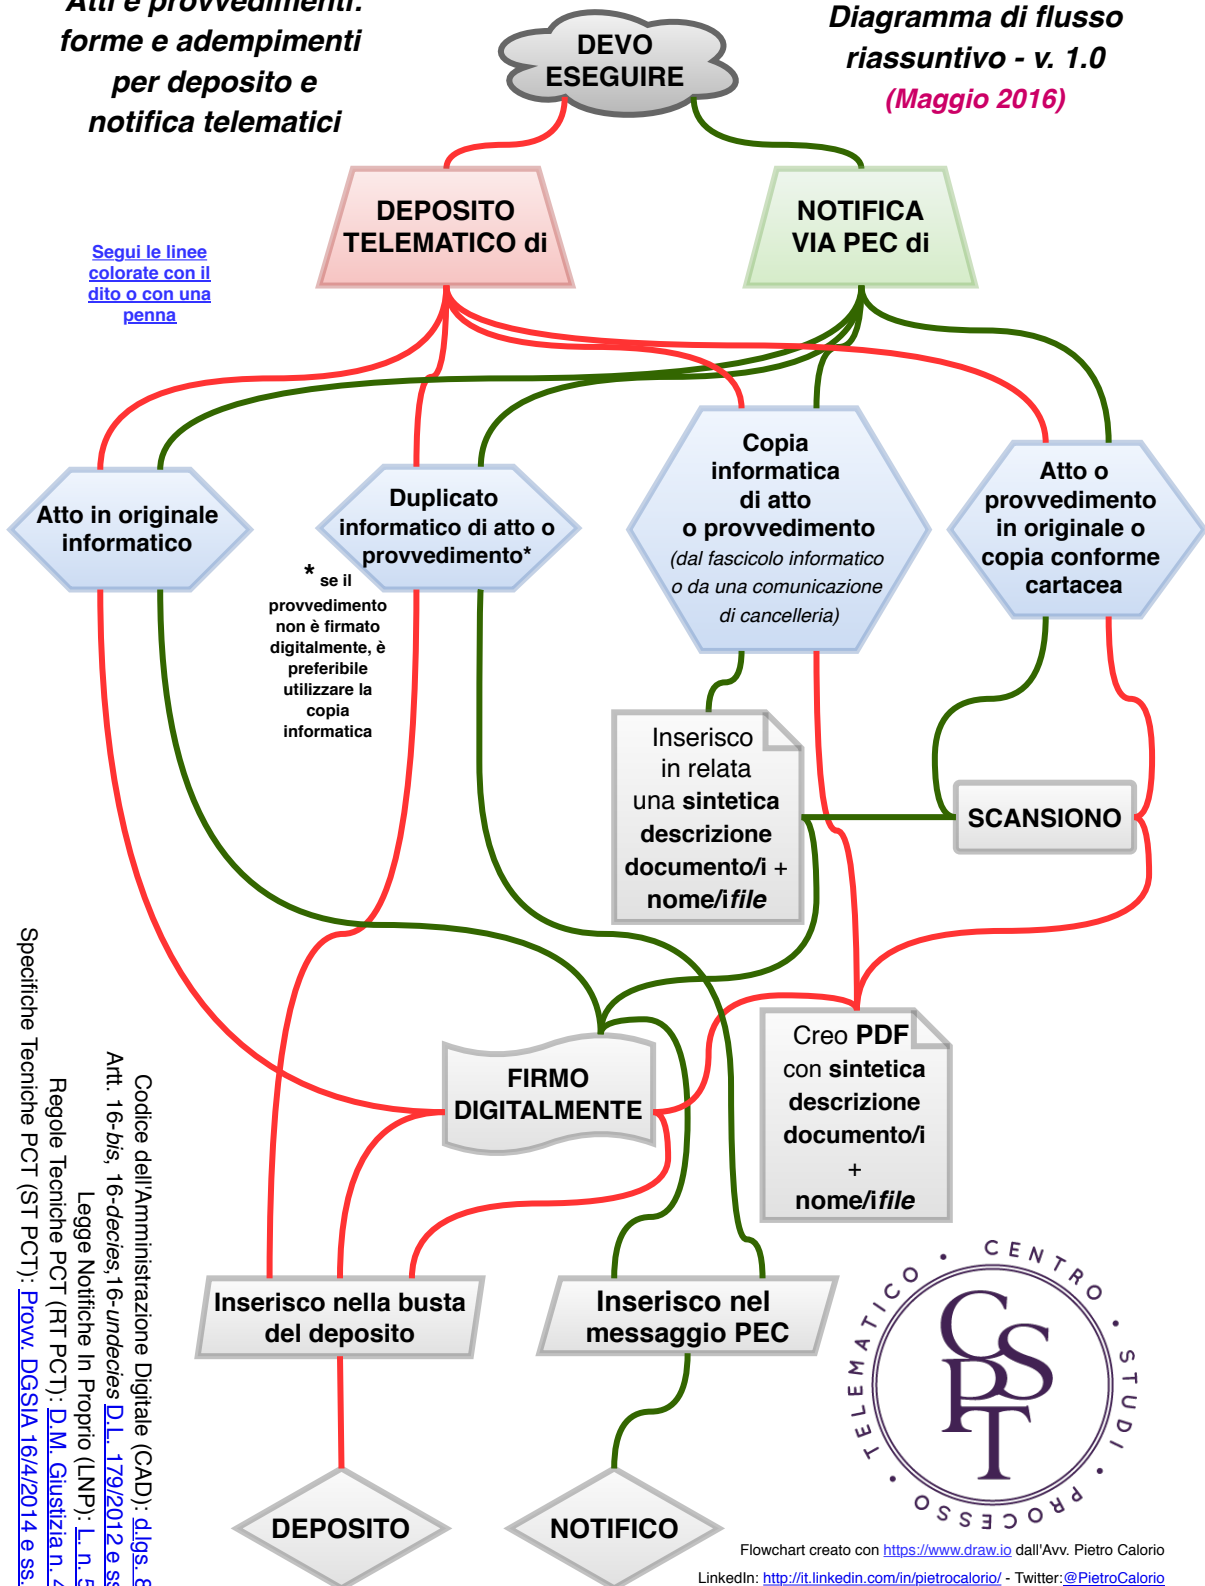 Atti e provvedimenti:
forme e adempimenti
per deposito e
notifica telematici
Diagramma di flusso
riassuntivo - v. 1.0
(Maggio 2016)
DEVO
ESEGUIRE
DEPOSITO
TELEMATICO di
NOTIFICA
VIA PEC di
Segui le linee
colorate con il
dito o con una
penna
Atto in originale
informatico
Duplicato
informatico di atto o
provvedimento*
* se il
provvedimento
non è firmato
digitalmente, è
preferibile
utilizzare la
copia
informatica
Copia
informatica
di atto
o provvedimento
(dal fascicolo informatico
o da una comunicazione
di cancelleria)
Atto o
provvedimento
in originale o
copia conforme
cartacea
Inserisco
in relata
una sintetica
descrizione
documento/i +
nome/i file
SCANSIONO
Creo PDF
con sintetica
descrizione
documento/i
+
nome/i file
FIRMO
DIGITALMENTE
Inserisco nella busta
del deposito
Inserisco nel
messaggio PEC
DEPOSITO
NOTIFICO
Codice dell'Amministrazione Digitale (CAD): d.lgs. 8
Artt. 16-bis, 16-decies,16-undecies D.L. 179/2012 e ss
Legge Notifiche In Proprio (LNP): L. n. 5
Regole Tecniche PCT (RT PCT): D.M. Giustizia n. 4
Specifiche Tecniche PCT (ST PCT): Provv. DGSIA 16/4/2014 e ss.
CENTRO • STUDI • PROCESSO • TELEMATICO •
CSPT
Flowchart creato con https://www.draw.io dall'Avv. Pietro Calorio
LinkedIn: http://it.linkedin.com/in/pietrocalorio/ - Twitter:@PietroCalorio